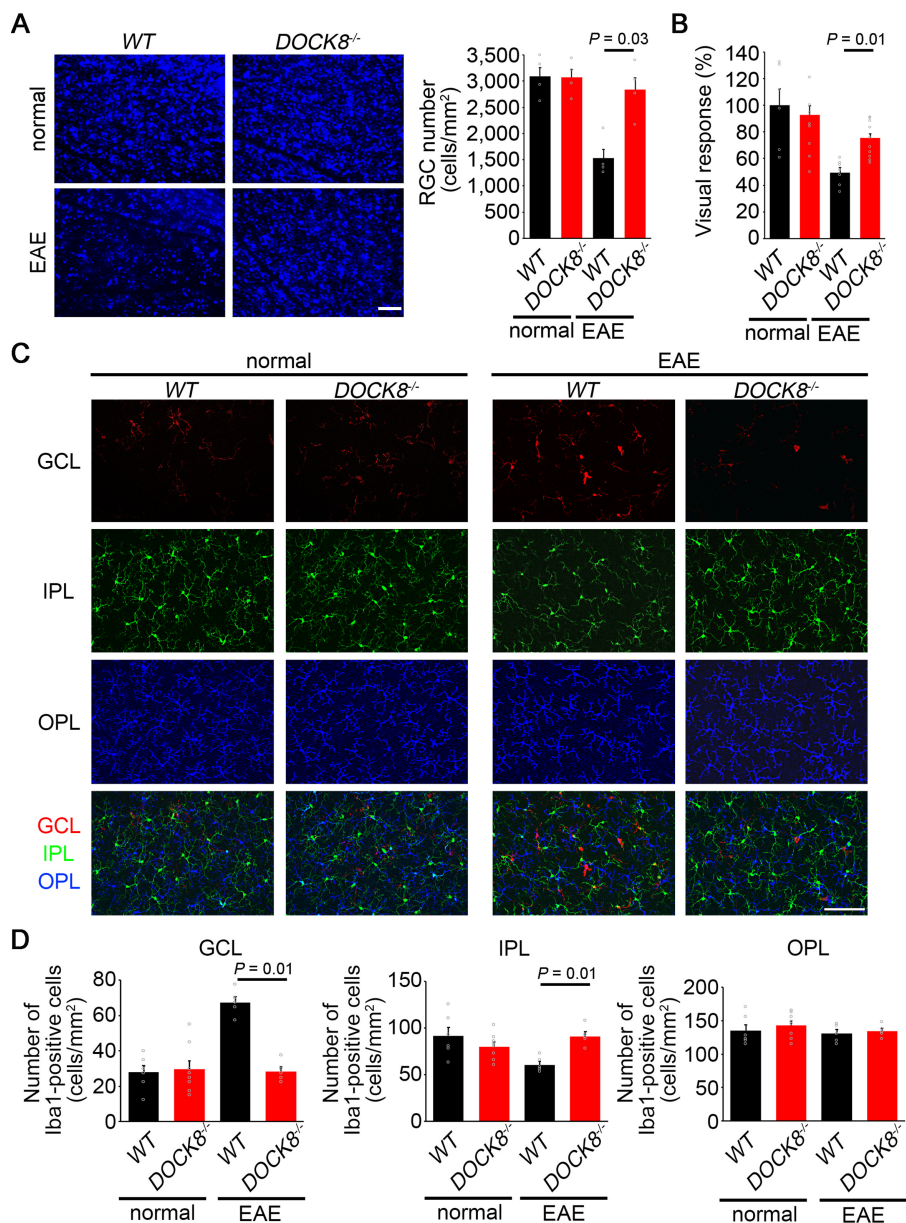 A
WT
DOCK8-/-
normal
EAE
RGC number
(cells/mm2)
3,500
3,000
2,500
2,000
1,500
1,000
500
0
P = 0.03
WT
DOCK8-/-
WT
DOCK8-/-
normal
EAE
B
Visual response (%)
140
120
100
80
60
40
20
0
P = 0.01
WT
DOCK8-/-
WT
DOCK8-/-
normal
EAE
C
normal
EAE
WT
DOCK8-/-
WT
DOCK8-/-
GCL
IPL
OPL
GCL
IPL
OPL
D
GCL
Number of
Iba1-positive cells
(cells/mm2)
80
60
40
20
0
P = 0.01
WT
DOCK8-/-
WT
DOCK8-/-
normal
EAE
IPL
Number of
Iba1-positive cells
(cells/mm2)
150
100
50
0
P = 0.01
WT
DOCK8-/-
WT
DOCK8-/-
normal
EAE
OPL
Number of
Iba1-positive cells
(cells/mm2)
200
150
100
50
0
WT
DOCK8-/-
WT
DOCK8-/-
normal
EAE